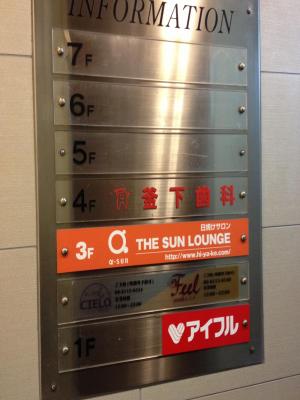 INFORMATION
7F
6F
5F
4F 釜下歯科
3F α α-SUN 日焼けサロン
THE SUN LOUNGE
http://www.hi-ya-ke.com/
CIELO Feel
1F アイフル